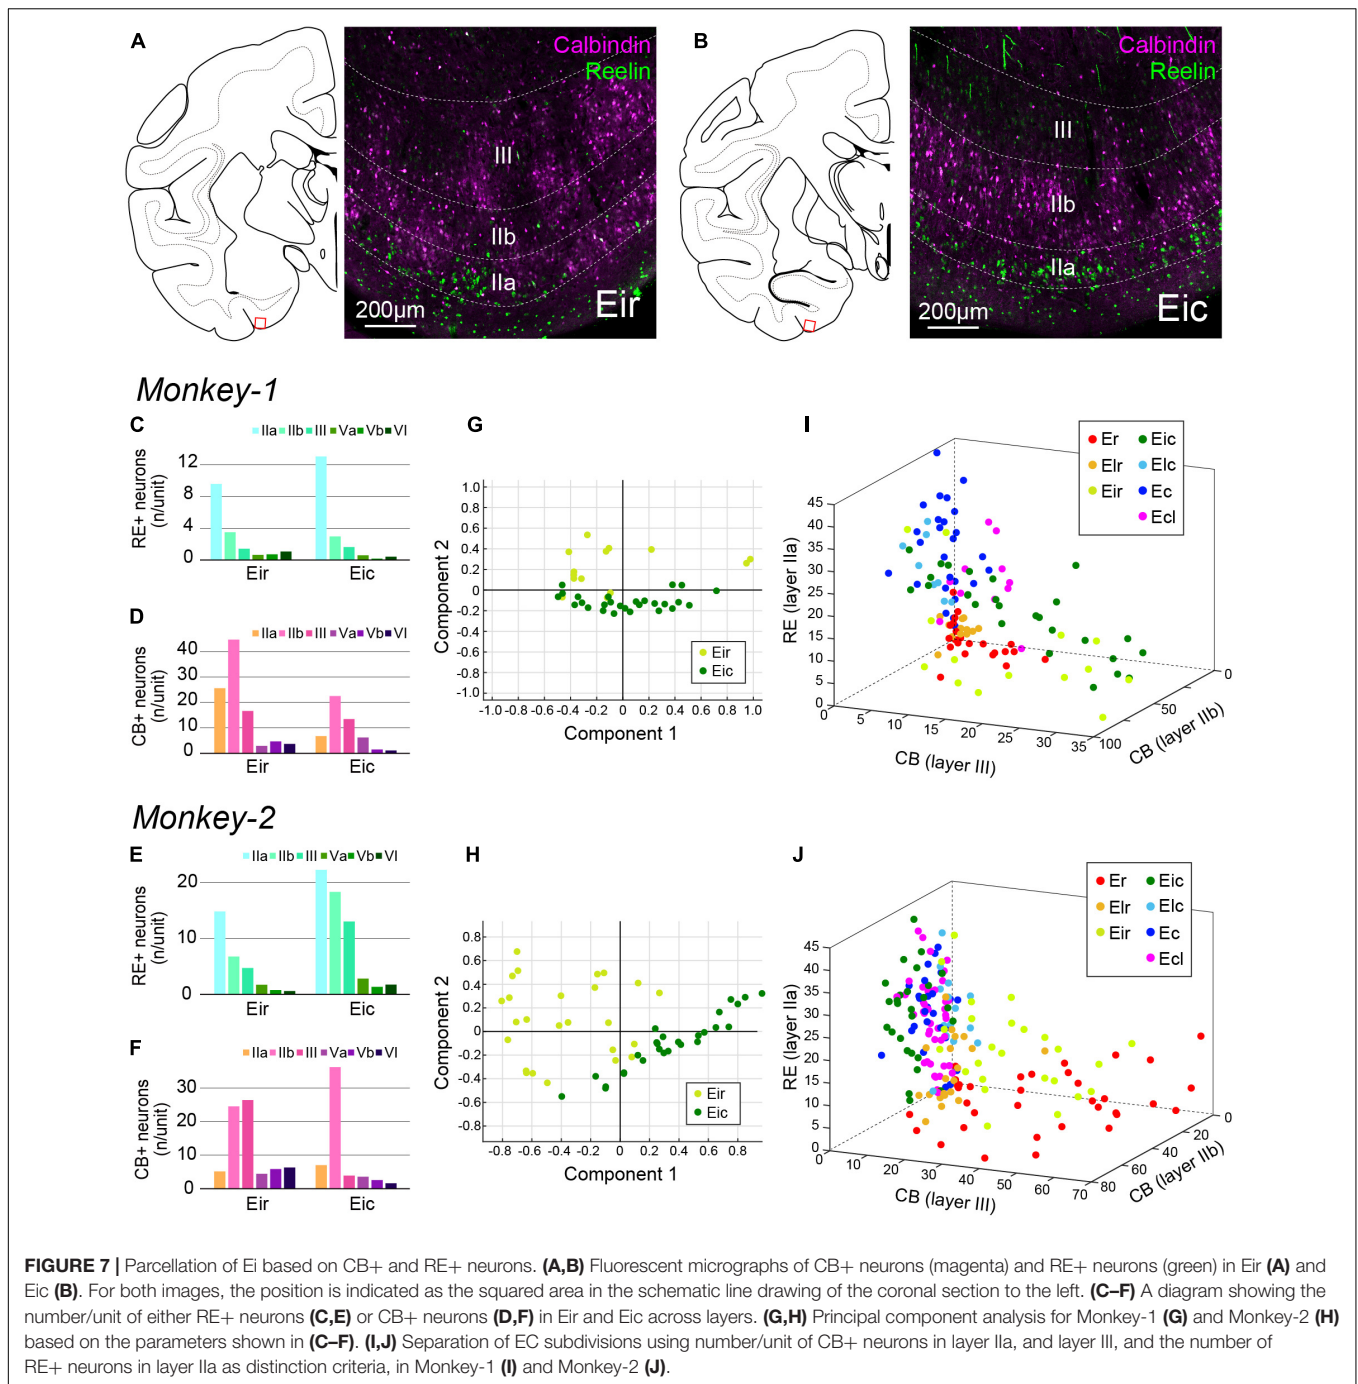 A
Calbindin
Reelin
III
IIb
IIa
200µm
Eir
B
Calbindin
Reelin
III
IIb
IIa
200µm
Eic
Monkey-1
C
IIa IIb III Va Vb VI
RE+ neurons
(n/unit)
12
8
4
0
Eir Eic
D
IIa IIb III Va Vb VI
CB+ neurons
(n/unit)
40
30
20
10
0
Eir Eic
G
Component 2
1.0
0.8
0.6
0.4
0.2
0
-0.2
-0.4
-0.6
-0.8
-1.0
-1.0 -0.8 -0.6 -0.4 -0.2 0 0.2 0.4 0.6 0.8 1.0
Component 1
Eir
Eic
I
Er Eic
Elr Elc
Eir Ec
Ecl
RE (layer IIa)
45
40
35
30
25
20
15
10
5
0
0 5 10 15 20 25 30 35
CB (layer III)
100 50 0
CB (layer IIb)
Monkey-2
E
IIa IIb III Va Vb VI
RE+ neurons
(n/unit)
20
10
0
Eir Eic
F
IIa IIb III Va Vb VI
CB+ neurons
(n/unit)
30
20
10
0
Eir Eic
H
Component 2
0.8
0.6
0.4
0.2
0
-0.2
-0.4
-0.6
-0.8
-0.8 -0.6 -0.4 -0.2 0 0.2 0.4 0.6 0.8
Component 1
Eir
Eic
J
Er Eic
Elr Elc
Eir Ec
Ecl
RE (layer IIa)
45
40
35
30
25
20
15
10
5
0
0 10 20 30 40 50 60 70
CB (layer III)
80 60 40 20 0
CB (layer IIb)
FIGURE 7 | Parcellation of Ei based on CB+ and RE+ neurons. (A,B) Fluorescent micrographs of CB+ neurons (magenta) and RE+ neurons (green) in Eir (A) and
Eic (B). For both images, the position is indicated as the squared area in the schematic line drawing of the coronal section to the left. (C–F) A diagram showing the
number/unit of either RE+ neurons (C,E) or CB+ neurons (D,F) in Eir and Eic across layers. (G,H) Principal component analysis for Monkey-1 (G) and Monkey-2 (H)
based on the parameters shown in (C–F). (I,J) Separation of EC subdivisions using number/unit of CB+ neurons in layer IIa, and layer III, and the number of
RE+ neurons in layer IIa as distinction criteria, in Monkey-1 (I) and Monkey-2 (J).